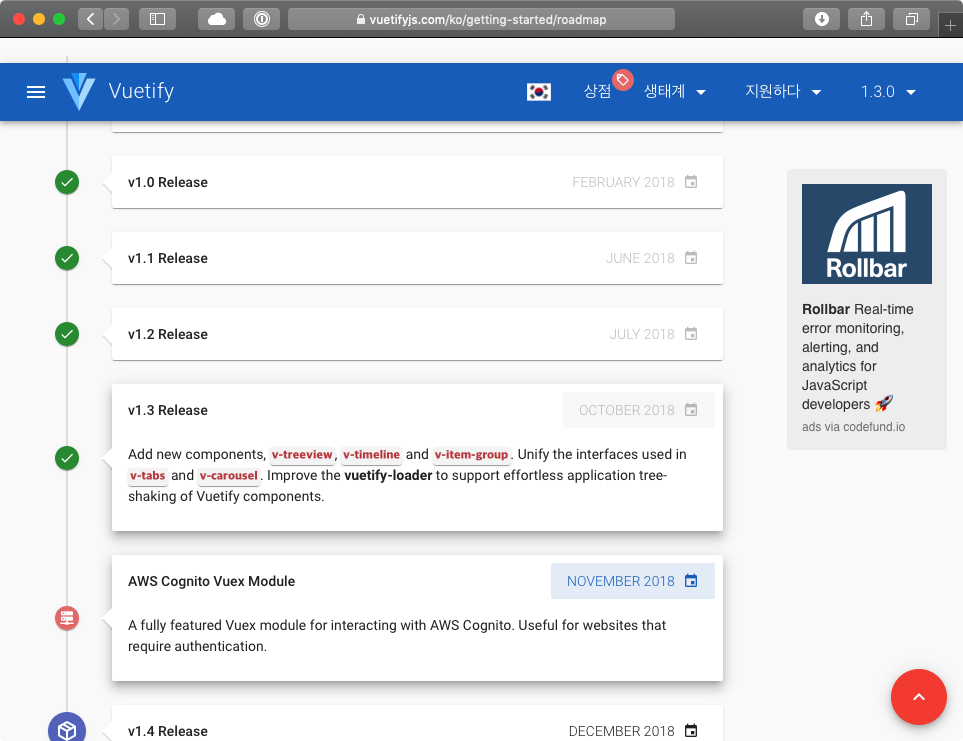 vuetifyjs.com/ko/getting-started/roadmap
Vuetify
상점
생태계
지원하다
1.3.0
v1.0 Release
FEBRUARY 2018
v1.1 Release
JUNE 2018
v1.2 Release
JULY 2018
v1.3 Release
OCTOBER 2018
Add new components, v-treeview, v-timeline and v-item-group. Unify the interfaces used in
v-tabs and v-carousel. Improve the vuetify-loader to support effortless application tree-
shaking of Vuetify components.
AWS Cognito Vuex Module
NOVEMBER 2018
A fully featured Vuex module for interacting with AWS Cognito. Useful for websites that
require authentication.
v1.4 Release
DECEMBER 2018
Rollbar
Rollbar Real-time
error monitoring,
alerting, and
analytics for
JavaScript
developers 🚀
ads via codefund.io